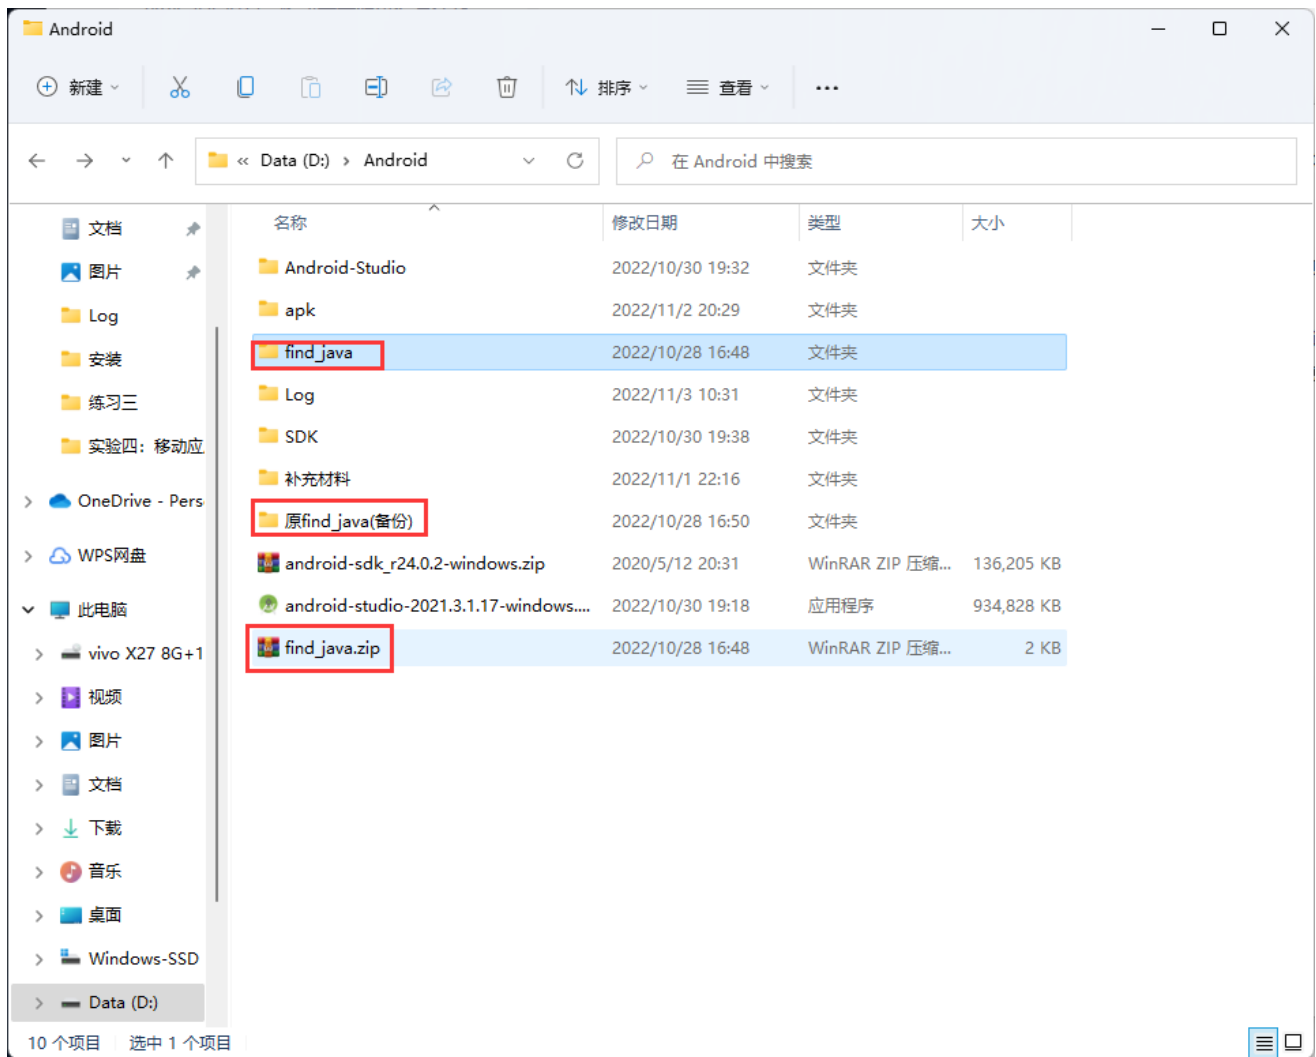 Android
新建 排序 查看 ...
« Data (D:) › Android 在 Android 中搜索
名称 修改日期 类型 大小
文档
图片
Log
安装
练习三
实验四：移动应
OneDrive - Pers
WPS网盘
此电脑
vivo X27 8G+1
视频
图片
文档
下载
音乐
桌面
Windows-SSD
Data (D:)
Android-Studio 2022/10/30 19:32 文件夹
apk 2022/11/2 20:29 文件夹
find_java 2022/10/28 16:48 文件夹
Log 2022/11/3 10:31 文件夹
SDK 2022/10/30 19:38 文件夹
补充材料 2022/11/1 22:16 文件夹
原find_java(备份) 2022/10/28 16:50 文件夹
android-sdk_r24.0.2-windows.zip 2020/5/12 20:31 WinRAR ZIP 压缩... 136,205 KB
android-studio-2021.3.1.17-windows.... 2022/10/30 19:18 应用程序 934,828 KB
find_java.zip 2022/10/28 16:48 WinRAR ZIP 压缩... 2 KB
10 个项目 选中 1 个项目